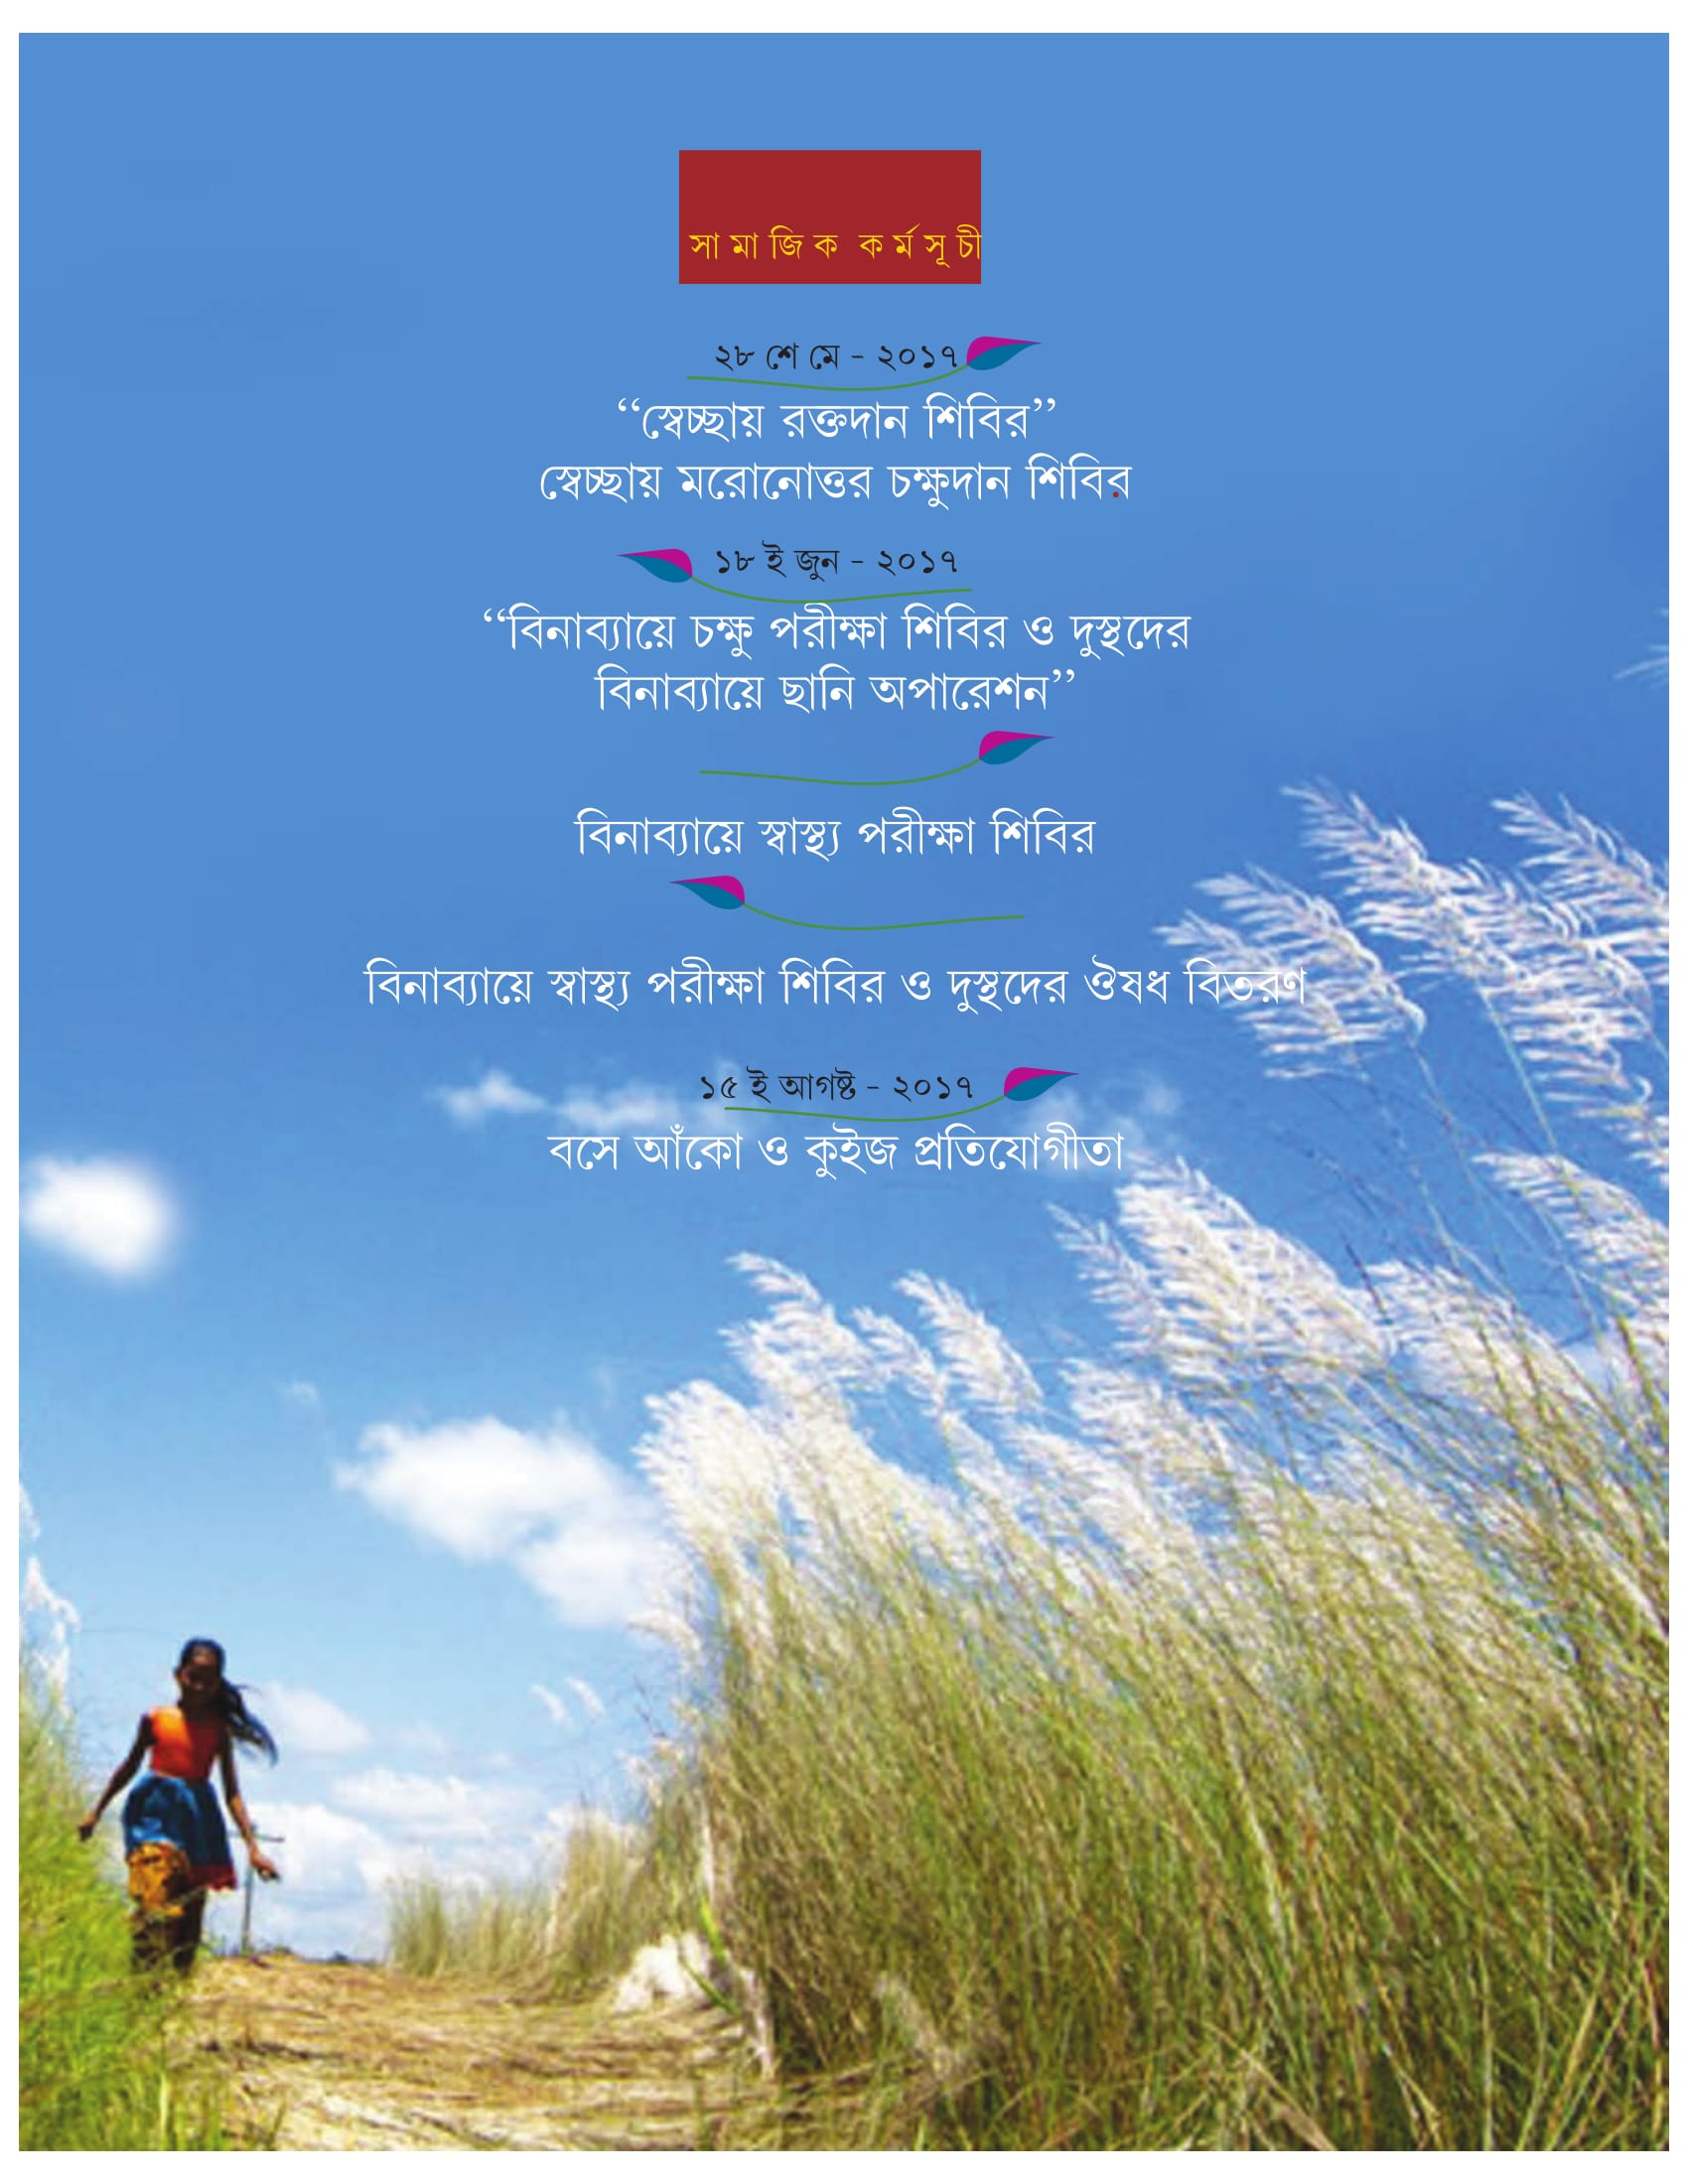 সামাজিক কর্মসূচী
২৮ শে মে - ২০১৭
“স্বেচ্ছায় রক্তদান শিবির”
স্বেচ্ছায় মরোনোত্তর চক্ষুদান শিবির
১৮ ই জুন - ২০১৭
“বিনাব্যায়ে চক্ষু পরীক্ষা শিবির ও দুস্থদের
বিনাব্যায়ে ছানি অপারেশন”
বিনাব্যায়ে স্বাস্থ্য পরীক্ষা শিবির
বিনাব্যায়ে স্বাস্থ্য পরীক্ষা শিবির ও দুস্থদের ঔষধ বিতরণ
১৫ ই আগষ্ট - ২০১৭
বসে আঁকো ও কুইজ প্রতিযোগীতা